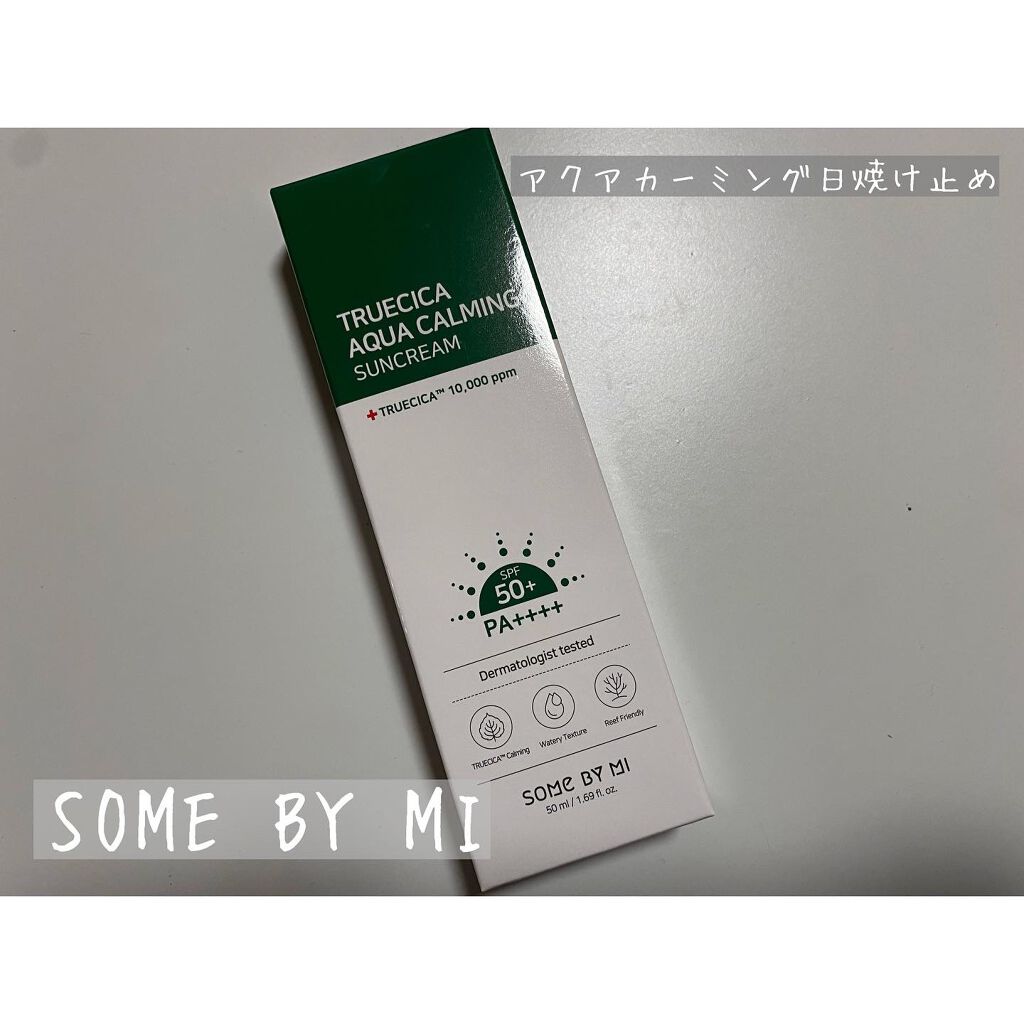 アクアカーミング日焼け止め
TRUECICA
AQUA CALMING
SUNCREAM
TRUECICA™ 10,000 ppm
SPF
50+
PA++++
Dermatologist tested
TRUECICA™ Calming
Watery Texture
Reef Friendly
SOME BY MI
50 ml / 1.69 fl. oz.
SOME BY MI